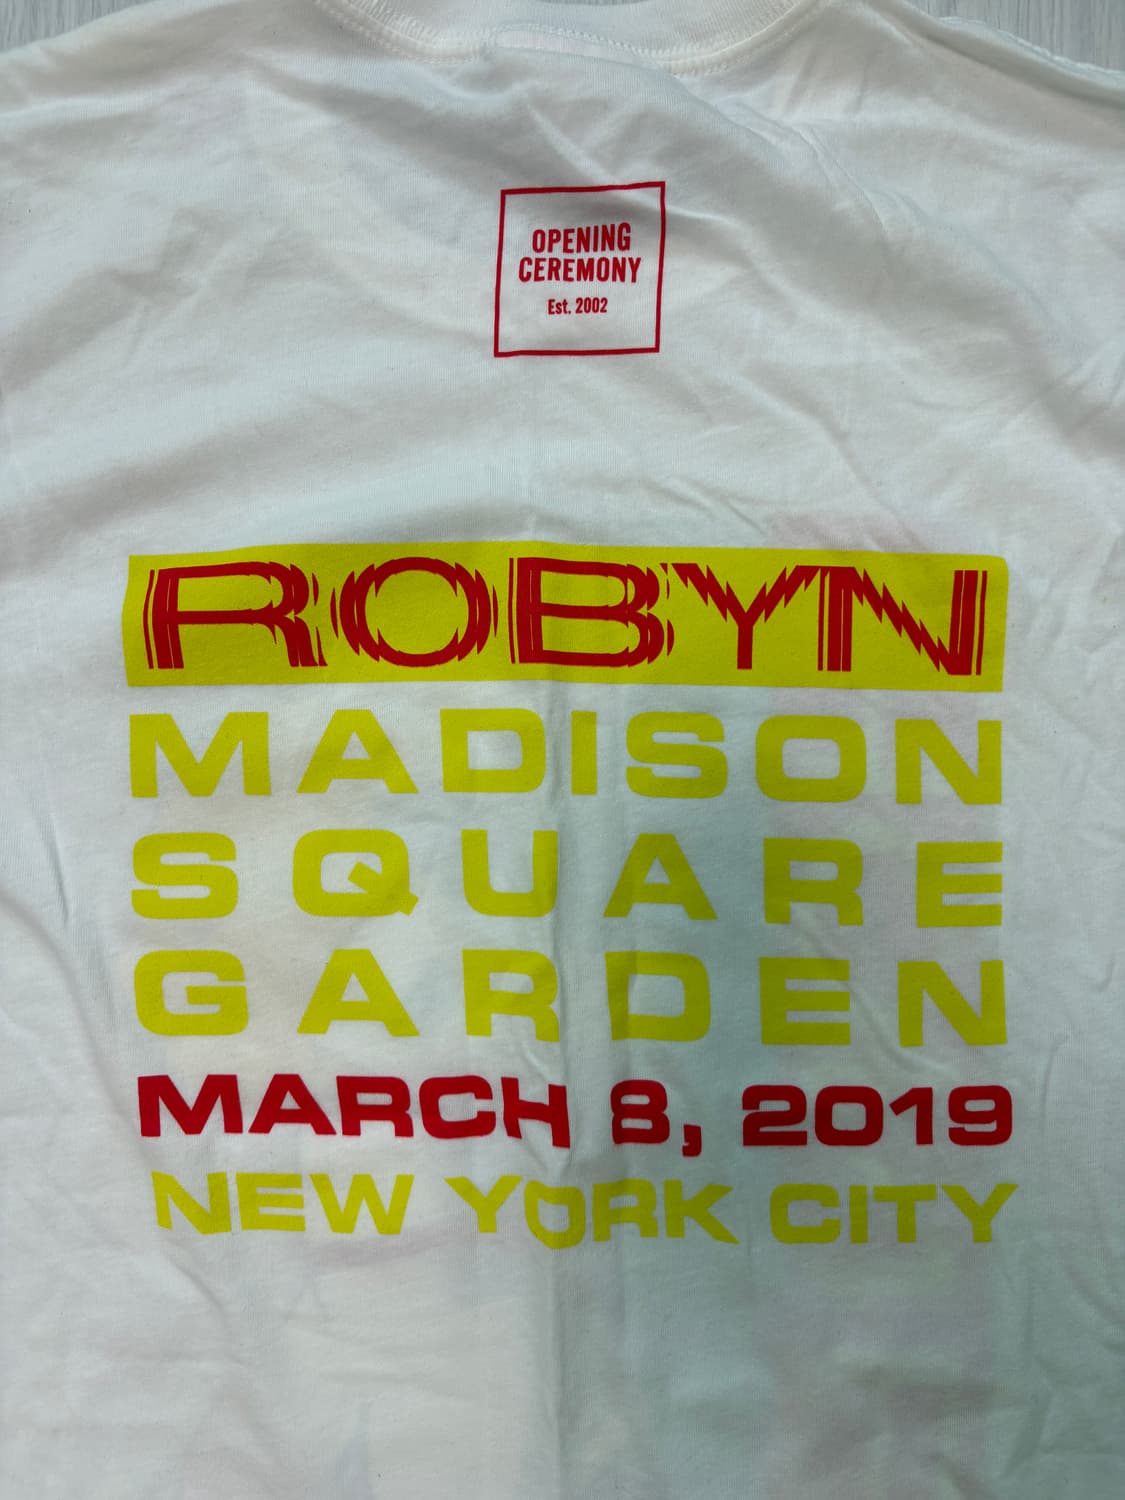 OPENING
CEREMONY
Est. 2002
ROBYN
MADISON
SQUARE
GARDEN
MARCH 8, 2019
NEW YORK CITY